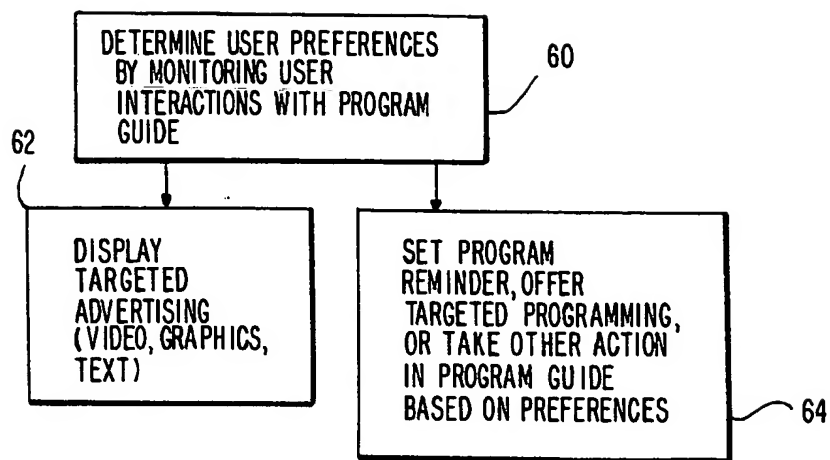 DETERMINE USER PREFERENCES
BY MONITORING USER
INTERACTIONS WITH PROGRAM
GUIDE
60
62
DISPLAY
TARGETED
ADVERTISING
(VIDEO, GRAPHICS,
TEXT)
SET PROGRAM
REMINDER, OFFER
TARGETED PROGRAMMING,
OR TAKE OTHER ACTION
IN PROGRAM GUIDE
BASED ON PREFERENCES
64